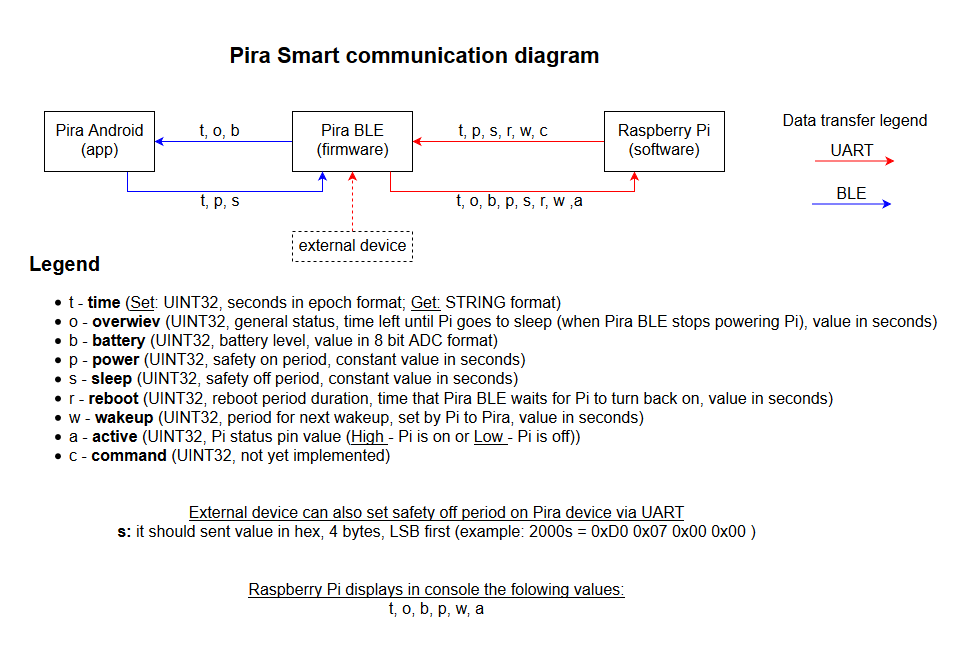 Pira Smart communication diagram
Pira Android
(app)
t, o, b
Pira BLE
(firmware)
t, p, s, r, w, c
Raspberry Pi
(software)
Data transfer legend
UART
BLE
t, p, s
t, o, b, p, s, r, w ,a
external device
Legend
• t - time (Set: UINT32, seconds in epoch format; Get: STRING format)
• o - overwiev (UINT32, general status, time left until Pi goes to sleep (when Pira BLE stops powering Pi), value in seconds)
• b - battery (UINT32, battery level, value in 8 bit ADC format)
• p - power (UINT32, safety on period, constant value in seconds)
• s - sleep (UINT32, safety off period, constant value in seconds)
• r - reboot (UINT32, reboot period duration, time that Pira BLE waits for Pi to turn back on, value in seconds)
• w - wakeup (UINT32, period for next wakeup, set by Pi to Pira, value in seconds)
• a - active (UINT32, Pi status pin value (High - Pi is on or Low - Pi is off))
• c - command (UINT32, not yet implemented)
External device can also set safety off period on Pira device via UART
s: it should sent value in hex, 4 bytes, LSB first (example: 2000s = 0xD0 0x07 0x00 0x00 )
Raspberry Pi displays in console the folowing values:
t, o, b, p, w, a